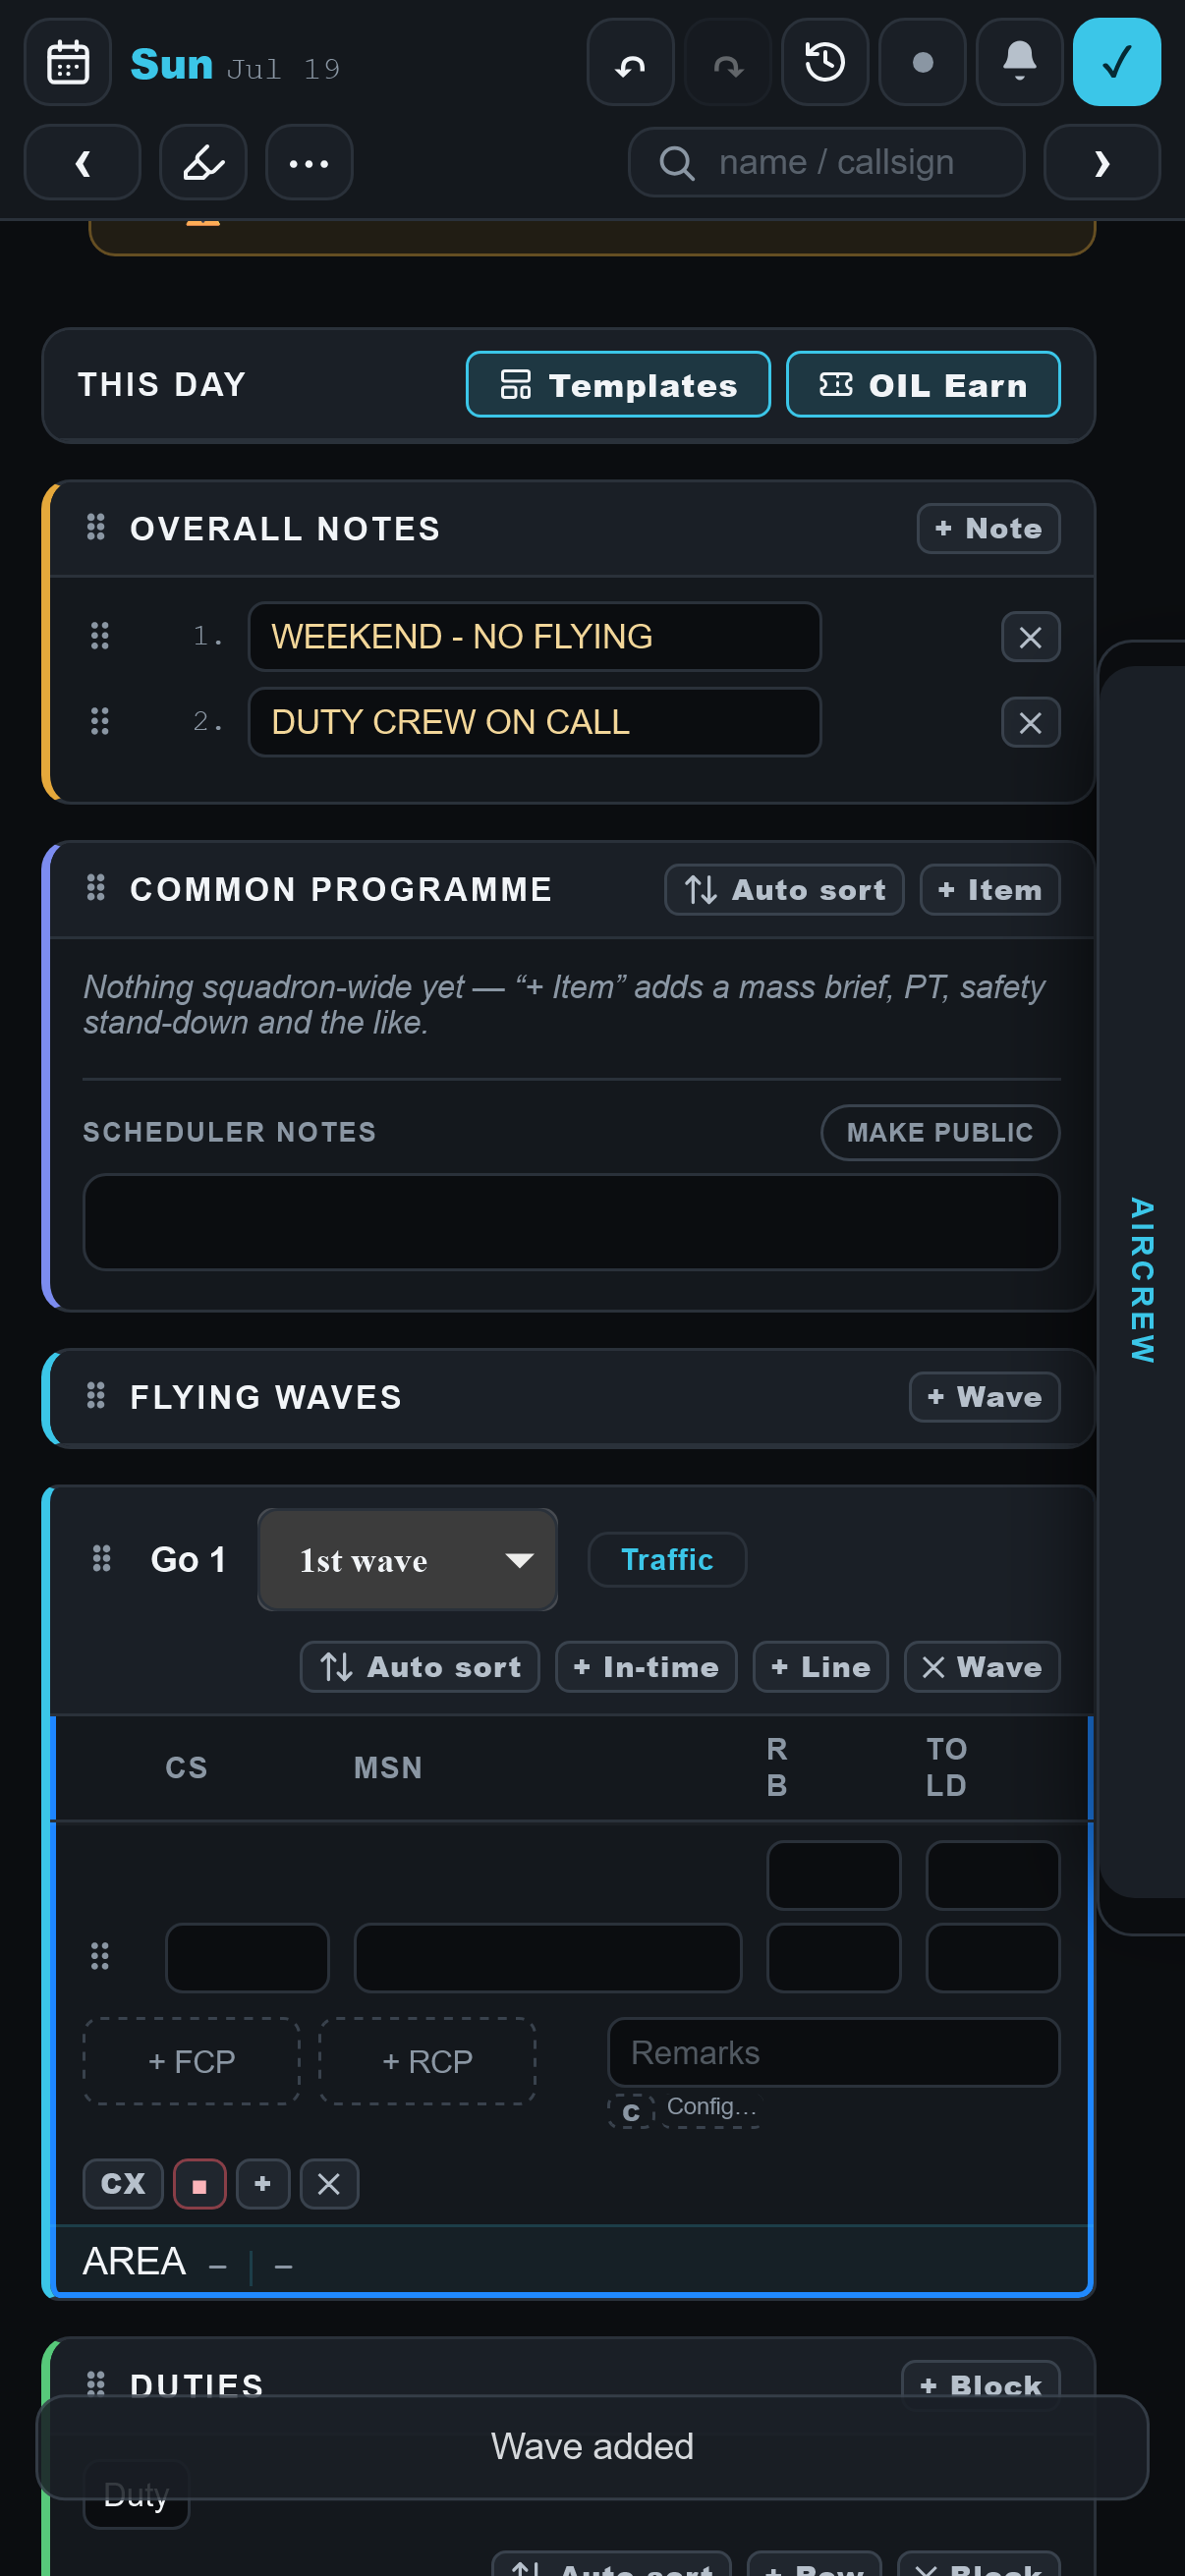 Sun Jul 19
name / callsign
THIS DAY
Templates
OIL Earn
OVERALL NOTES
+ Note
1. WEEKEND - NO FLYING
2. DUTY CREW ON CALL
COMMON PROGRAMME
Auto sort
+ Item
Nothing squadron-wide yet — “+ Item” adds a mass brief, PT, safety
stand-down and the like.
SCHEDULER NOTES
MAKE PUBLIC
AIRCREW
FLYING WAVES
+ Wave
Go 1
1st wave
Traffic
Auto sort
+ In-time
+ Line
× Wave
CS
MSN
R
B
TO
LD
+ FCP
+ RCP
Remarks
C
Config...
CX
+
×
AREA – | –
DUTIES
+ Block
Wave added
Duty
Auto sort
+ Row
× Block